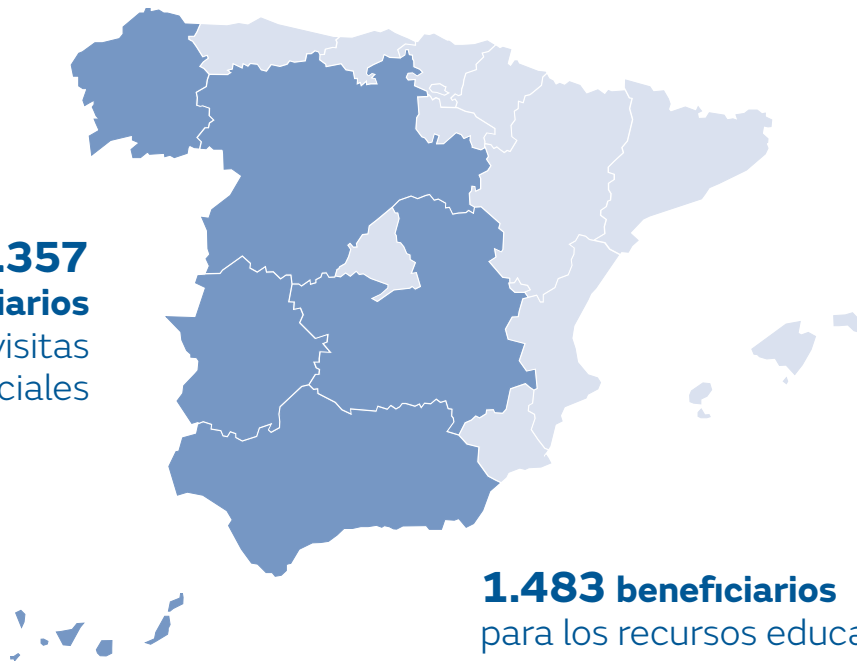 .357
iarios
visitas
ciales
1.483 beneficiarios
para los recursos educa